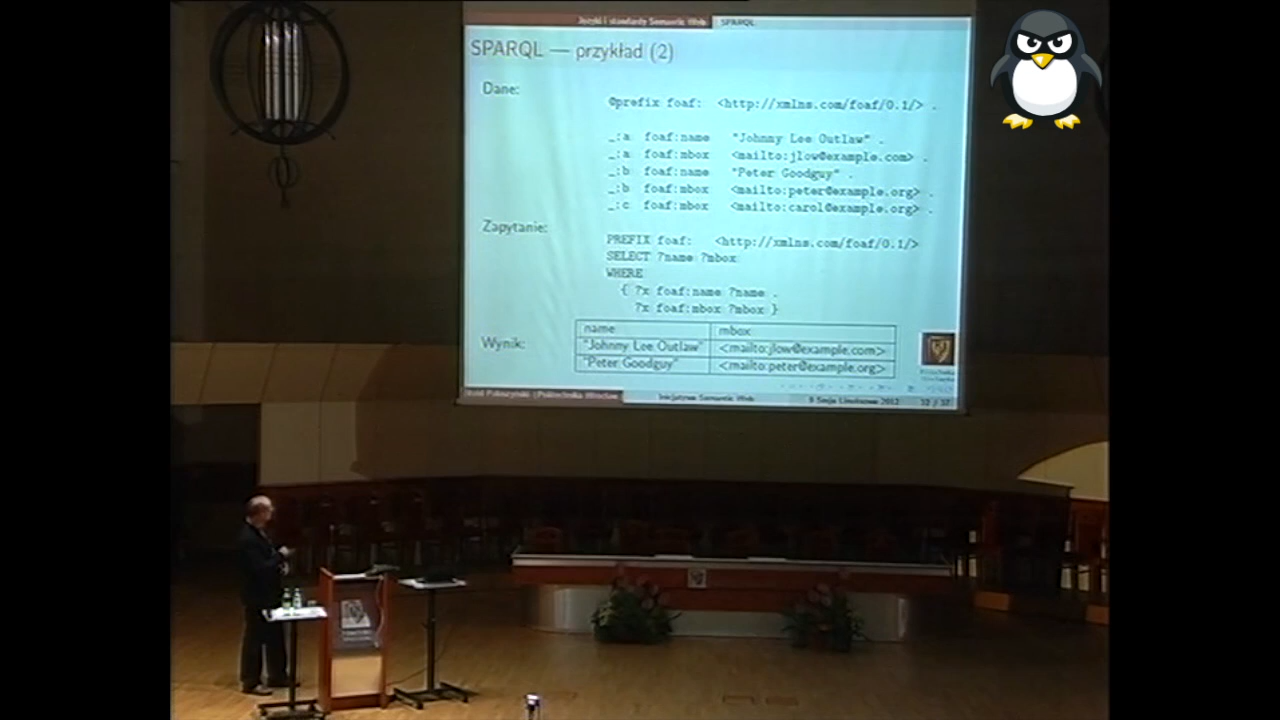 Języki i standardy Semantic Web SPARQL
SPARQL — przykład (2)
Dane:
@prefix foaf: <http://xmlns.com/foaf/0.1/> .
_:a foaf:name "Johnny Lee Outlaw" .
_:a foaf:mbox <mailto:jlow@example.com> .
_:b foaf:name "Peter Goodguy" .
_:b foaf:mbox <mailto:peter@example.org> .
_:c foaf:mbox <mailto:carol@example.org> .
Zapytanie:
PREFIX foaf: <http://xmlns.com/foaf/0.1/>
SELECT ?name ?mbox
WHERE
{ ?x foaf:name ?name .
?x foaf:mbox ?mbox }
Wynik:
name mbox
"Johnny Lee Outlaw" <mailto:jlow@example.com>
"Peter Goodguy" <mailto:peter@example.org>
Inicjatywa Semantic Web
9 Sesja Linuksowa 2012